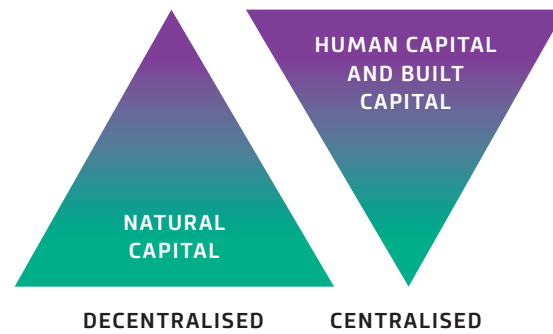 HUMAN CAPITAL
AND BUILT
CAPITAL
NATURAL
CAPITAL
DECENTRALISED
CENTRALISED